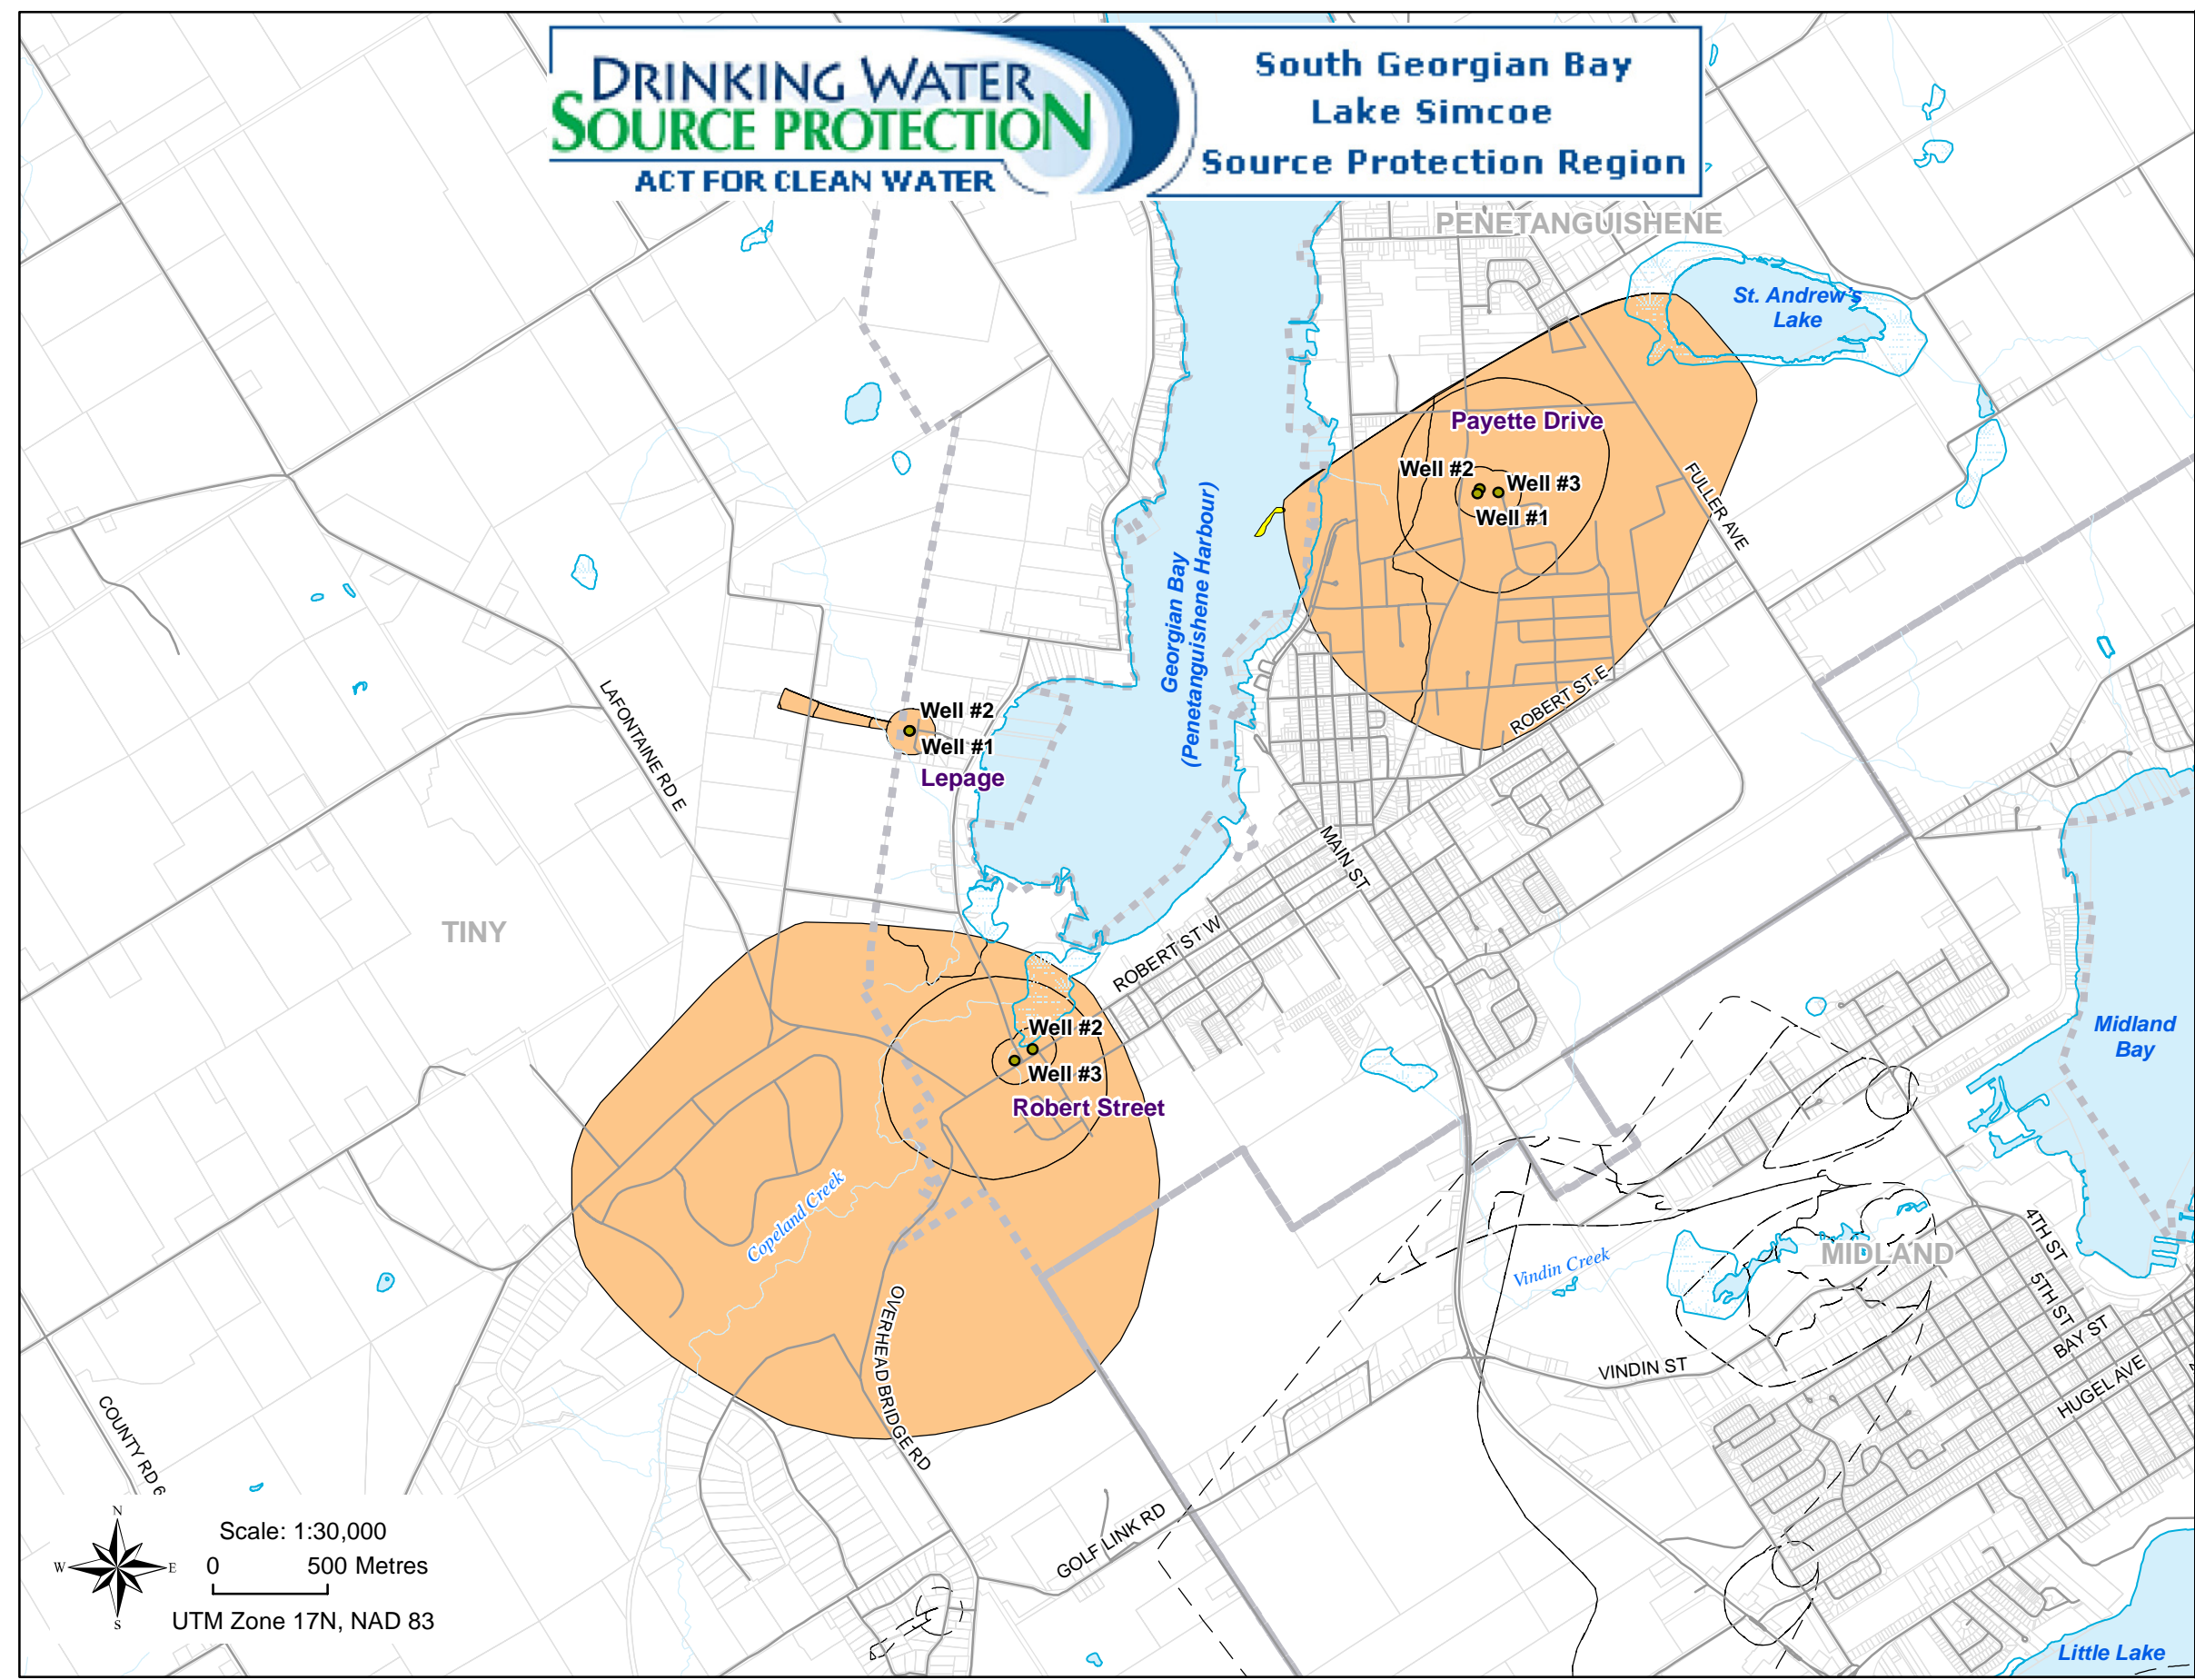 DRINKING WATER
SOURCE PROTECTION
ACT FOR CLEAN WATER
South Georgian Bay
Lake Simcoe
Source Protection Region
PENETANGUISHENE
St. Andrew's
Lake
Payette Drive
Well #2
Well #3
Well #1
FULLER AVE
Georgian Bay
(Penetanguishene Harbour)
ROBERT ST E
LAFONTAINE RD E
Well #2
Well #1
Lepage
MAIN ST
TINY
ROBERT ST W
Well #2
Well #3
Robert Street
Midland
Bay
Copeland Creek
Vindin Creek
MIDLAND
4TH ST
5TH ST
BAY ST
HUGEL AVE
VINDIN ST
OVERHEAD BRIDGE RD
COUNTY RD 6
GOLF LINK RD
Little Lake
N
W
E
S
Scale: 1:30,000
0 500 Metres
UTM Zone 17N, NAD 83